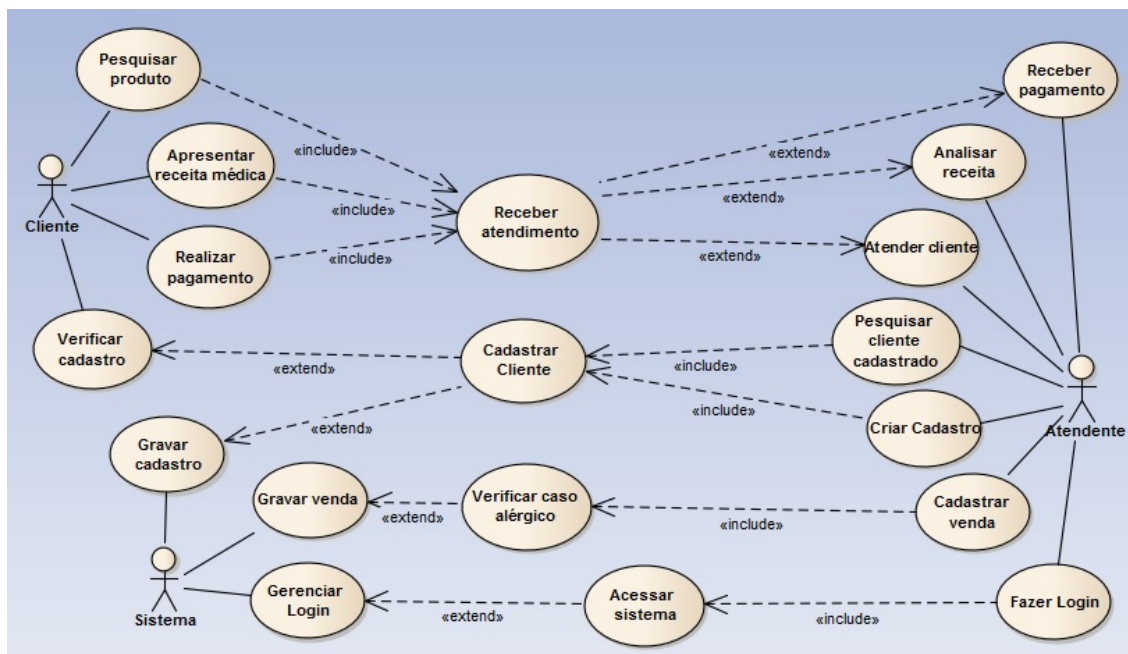 Pesquisar
produto
Receber
pagamento
«include»
«extend»
Apresentar
receita médica
Analisar
receita
«extend»
«include»
Cliente
Receber
atendimento
Realizar
pagamento
«include»
Atender cliente
«extend»
Verificar
cadastro
«extend»
Cadastrar
Cliente
«include»
Pesquisar
cliente
cadastrado
«include»
Criar Cadastro
Atendente
«extend»
Gravar
cadastro
Gravar venda
«extend»
Verificar caso
alérgico
«include»
Cadastrar
venda
Sistema
Gerenciar
Login
«extend»
Acessar
sistema
«include»
Fazer Login